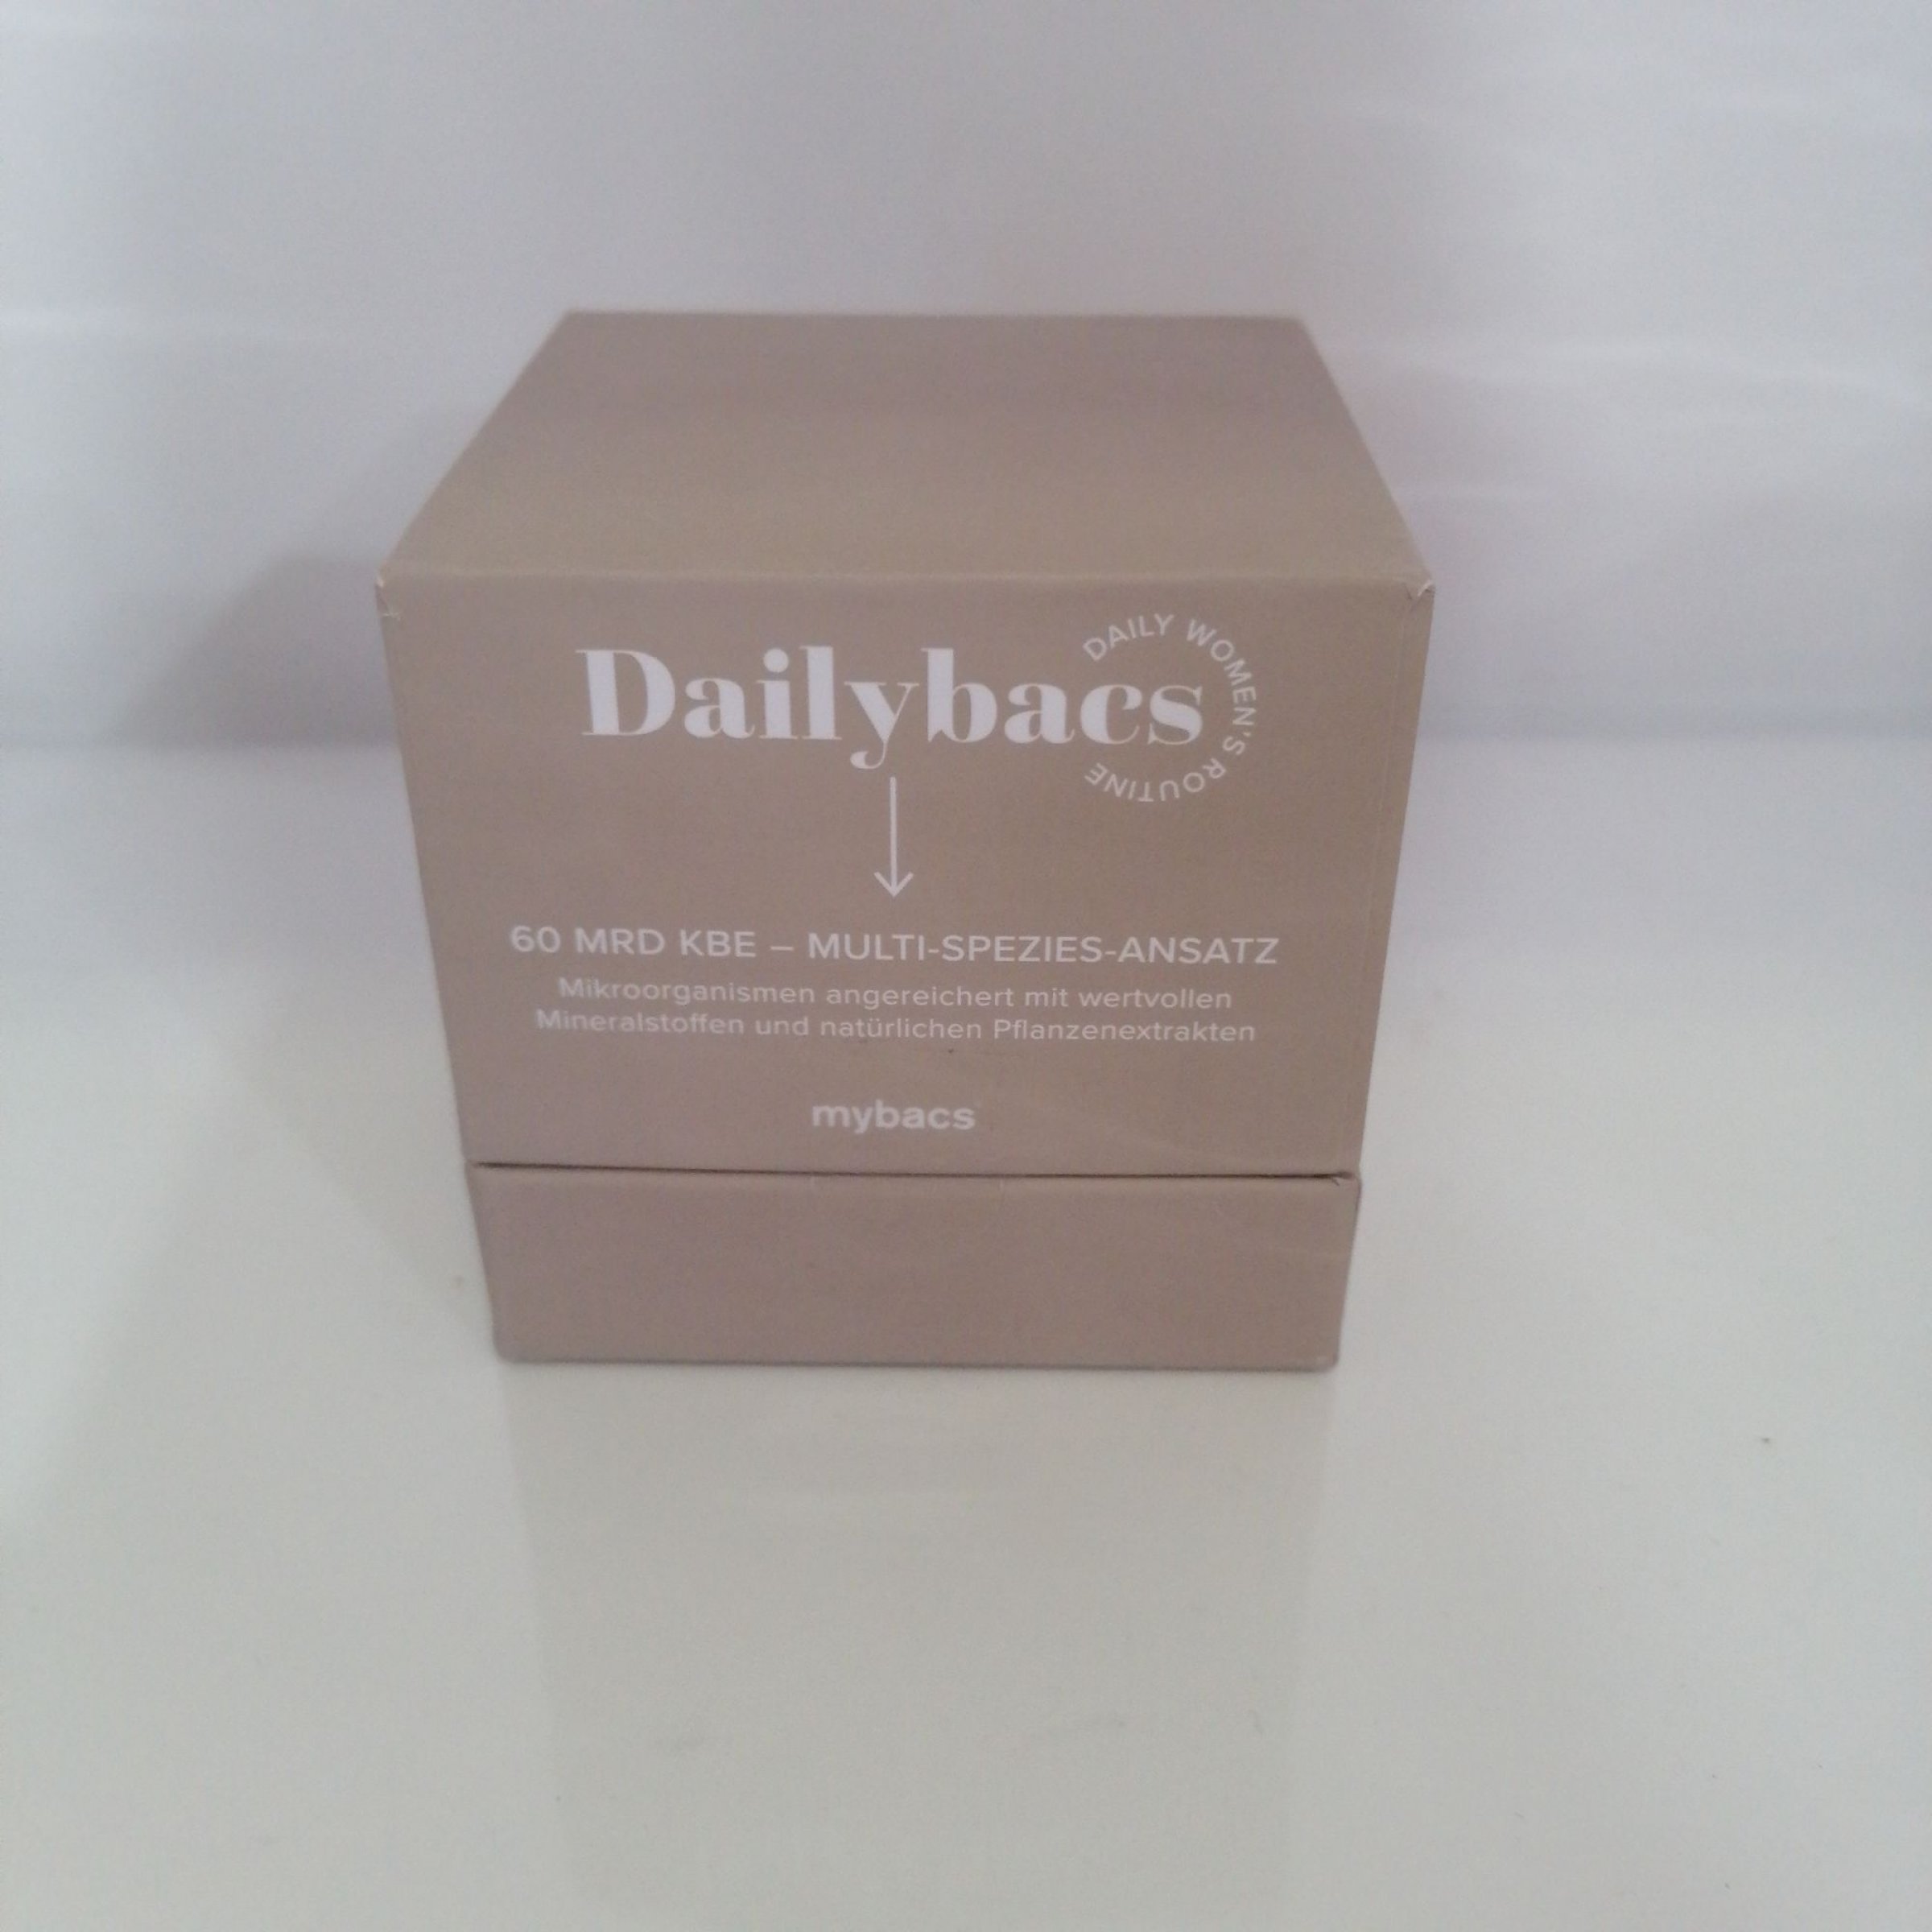 Dailybacs
DAILY WOMEN'S ROUTINE
60 MRD KBE – MULTI-SPEZIES-ANSATZ
Mikroorganismen angereichert mit wertvollen
Mineralstoffen und natürlichen Pflanzenextrakten
mybacs